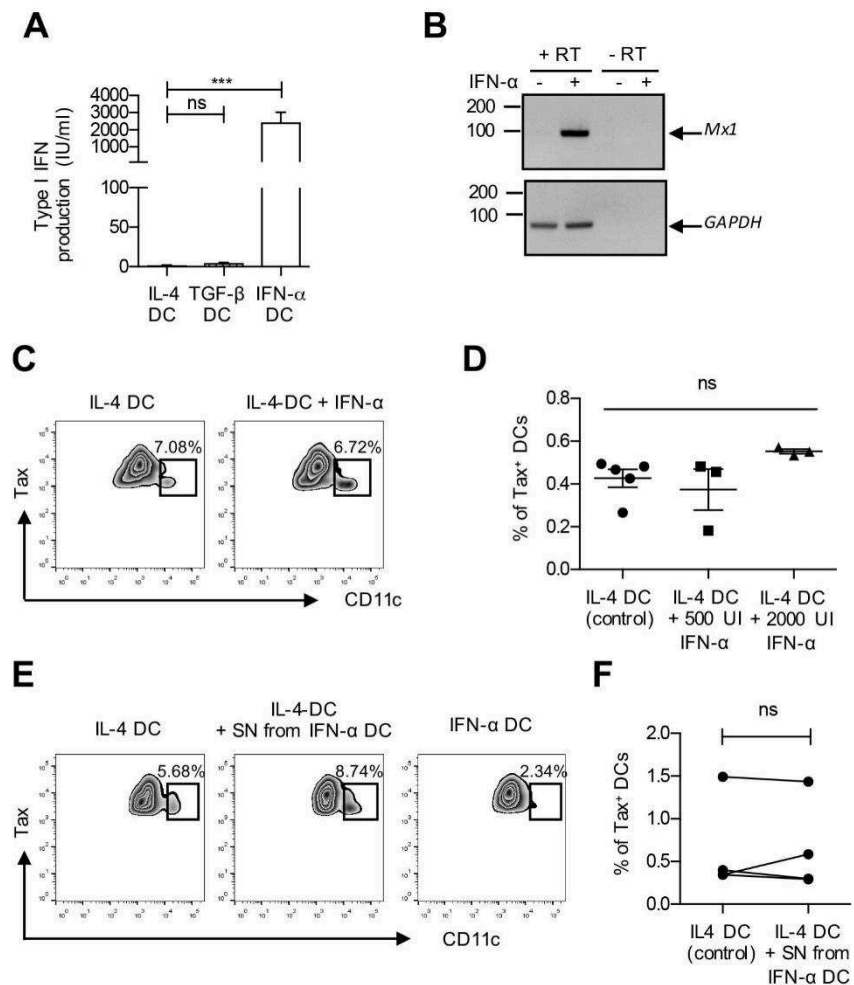 A
Type I IFN
production (IU/ml)
4000
3000
2000
1000
100
50
0
***
ns
IL-4
DC
TGF-β
DC
IFN-α
DC
B
+ RT
- RT
IFN-α
-
+
-
+
200
100
Mx1
200
100
GAPDH
C
IL-4 DC
IL-4-DC + IFN-α
7.08%
6.72%
Tax
CD11c
D
ns
% of Tax⁺ DCs
0.8
0.6
0.4
0.2
0.0
IL-4 DC
(control)
IL-4 DC
+ 500 UI
IFN-α
IL-4 DC
+ 2000 UI
IFN-α
E
IL-4 DC
IL-4-DC
+ SN from IFN-α DC
IFN-α DC
5.68%
8.74%
2.34%
Tax
CD11c
F
ns
% of Tax⁺ DCs
2.0
1.5
1.0
0.5
0.0
IL4 DC
(control)
IL-4 DC
+ SN from
IFN-α DC